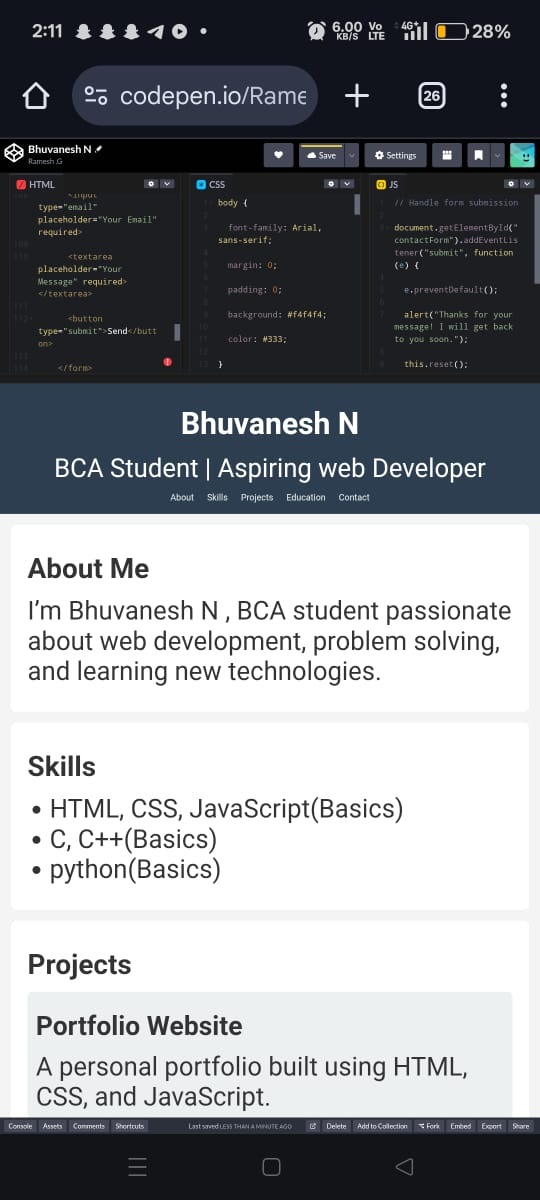 2:11
6.00 KB/S
Vo LTE
4G+
28%
codepen.io/Rame
26
Bhuvanesh N
Ramesh .G
Save
Settings
HTML
<input
type="email"
placeholder="Your Email"
required>
<textarea
placeholder="Your
Message" required>
</textarea>
<button
type="submit">Send</butt
on>
</form>
CSS
body {
font-family: Arial,
sans-serif;
margin: 0;
padding: 0;
background: #f4f4f4;
color: #333;
}
JS
// Handle form submission
document.getElementById("
contactForm").addEventLis
tener("submit", function
(e) {
e.preventDefault();
alert("Thanks for your
message! I will get back
to you soon.");
this.reset();
Bhuvanesh N
BCA Student | Aspiring web Developer
About Skills Projects Education Contact
About Me
I’m Bhuvanesh N , BCA student passionate
about web development, problem solving,
and learning new technologies.
Skills
• HTML, CSS, JavaScript(Basics)
• C, C++(Basics)
• python(Basics)
Projects
Portfolio Website
A personal portfolio built using HTML,
CSS, and JavaScript.
Console Assets Comments Shortcuts Last saved LESS THAN A MINUTE AGO Delete Add to Collection Fork Embed Export Share